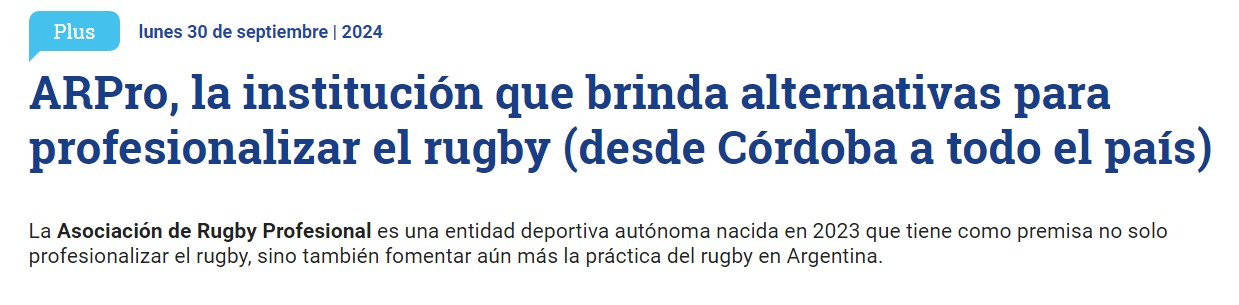 Plus
lunes 30 de septiembre | 2024
ARPro, la institución que brinda alternativas para
profesionalizar el rugby (desde Córdoba a todo el país)
La Asociación de Rugby Profesional es una entidad deportiva autónoma nacida en 2023 que tiene como premisa no solo
profesionalizar el rugby, sino también fomentar aún más la práctica del rugby en Argentina.